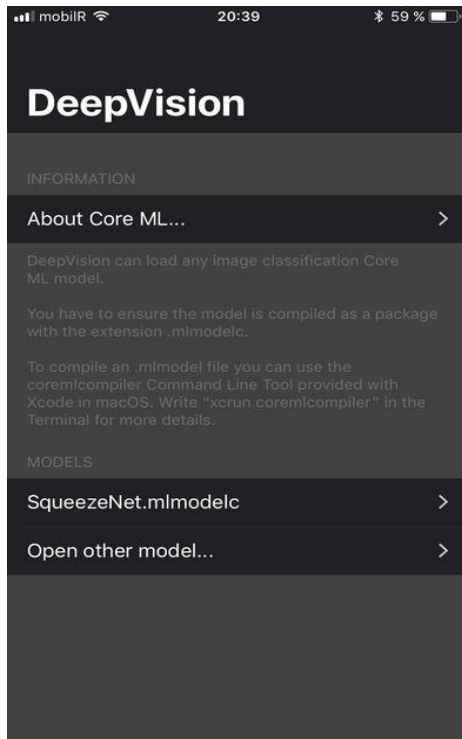 mobilR 20:39 59 %
DeepVision
INFORMATION
About Core ML...
DeepVision can load any image classification Core
ML model.
You have to ensure the model is compiled as a package
with the extension .mlmodelc.
To compile an .mlmodel file you can use the
coremlcompiler Command Line Tool provided with
Xcode in macOS. Write “xcrun coremlcompiler” in the
Terminal for more details.
MODELS
SqueezeNet.mlmodelc
Open other model...